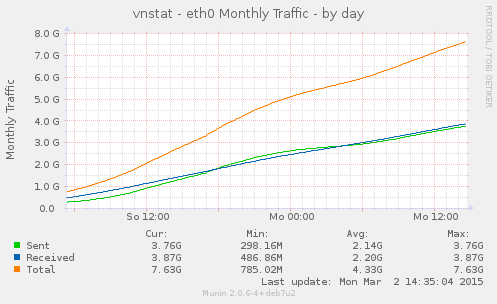 vnstat - eth0 Monthly Traffic - by day
RRDTOOL / TOBI OETIKER
Monthly Traffic
8.0 G
7.0 G
6.0 G
5.0 G
4.0 G
3.0 G
2.0 G
1.0 G
0.0
So 12:00 Mo 00:00 Mo 12:00
Cur: Min: Avg: Max:
Sent 3.76G 298.16M 2.14G 3.76G
Received 3.87G 486.86M 2.20G 3.87G
Total 7.63G 785.02M 4.33G 7.63G
Last update: Mon Mar 2 14:35:04 2015
Munin 2.0.6-4+deb7u2